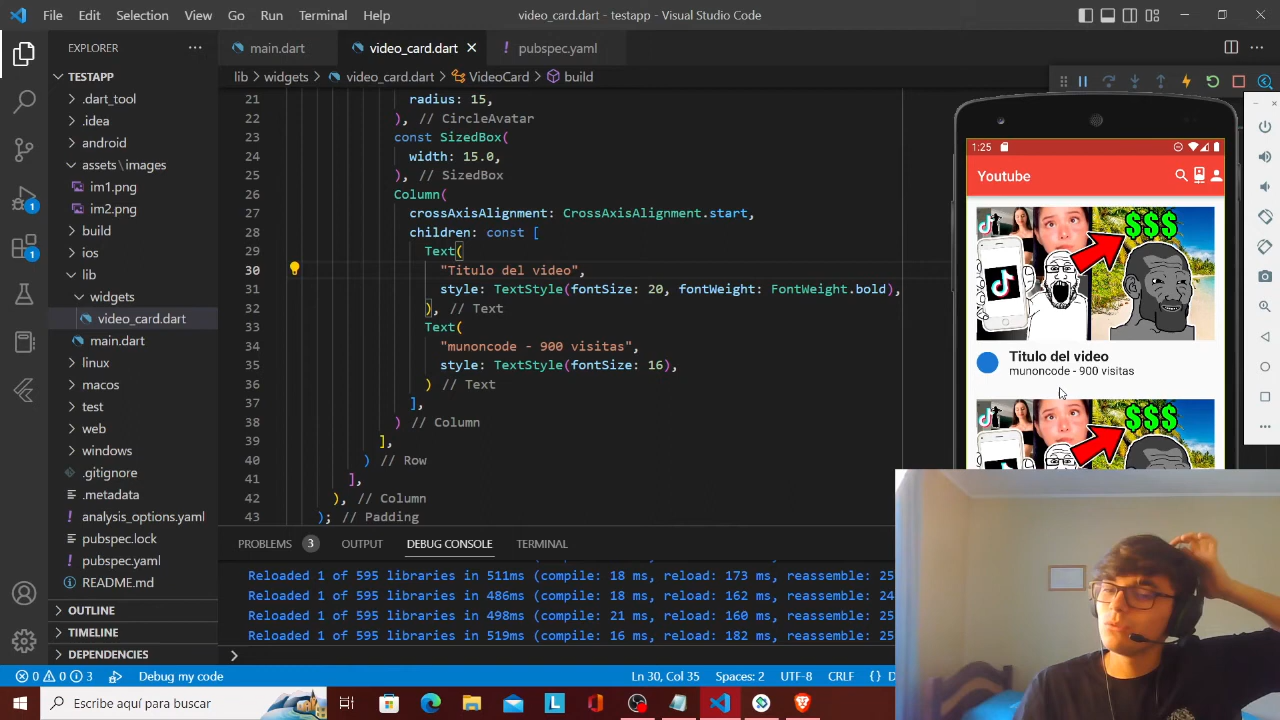 File Edit Selection View Go Run Terminal Help
video_card.dart - testapp - Visual Studio Code
EXPLORER
TESTAPP
.dart_tool
.idea
android
assets\images
im1.png
im2.png
build
ios
lib
widgets
video_card.dart
main.dart
linux
macos
test
web
windows
.gitignore
.metadata
analysis_options.yaml
pubspec.lock
pubspec.yaml
README.md
OUTLINE
TIMELINE
DEPENDENCIES
1
1
main.dart
video_card.dart
pubspec.yaml
lib > widgets > video_card.dart > VideoCard > build
21 radius: 15,
22 ), // CircleAvatar
23 const SizedBox(
24 width: 15.0,
25 ), // SizedBox
26 Column(
27 crossAxisAlignment: CrossAxisAlignment.start,
28 children: const [
29 Text(
30 "Titulo del video",
31 style: TextStyle(fontSize: 20, fontWeight: FontWeight.bold),
32 ), // Text
33 Text(
34 "munoncode - 900 visitas",
35 style: TextStyle(fontSize: 16),
36 ) // Text
37 ],
38 ) // Column
39 ],
40 ) // Row
41 ],
42 ), // Column
43 ); // Padding
PROBLEMS 3 OUTPUT DEBUG CONSOLE TERMINAL
Reloaded 1 of 595 libraries in 511ms (compile: 18 ms, reload: 173 ms, reassemble: 25
Reloaded 1 of 595 libraries in 486ms (compile: 18 ms, reload: 162 ms, reassemble: 24
Reloaded 1 of 595 libraries in 498ms (compile: 21 ms, reload: 160 ms, reassemble: 25
Reloaded 1 of 595 libraries in 519ms (compile: 16 ms, reload: 182 ms, reassemble: 25
1:25
Youtube
$$$
Titulo del video
munoncode - 900 visitas
$$$
0 0 3 Debug my code
Ln 30, Col 35 Spaces: 2 UTF-8 CRLF { } D
Escribe aquí para buscar